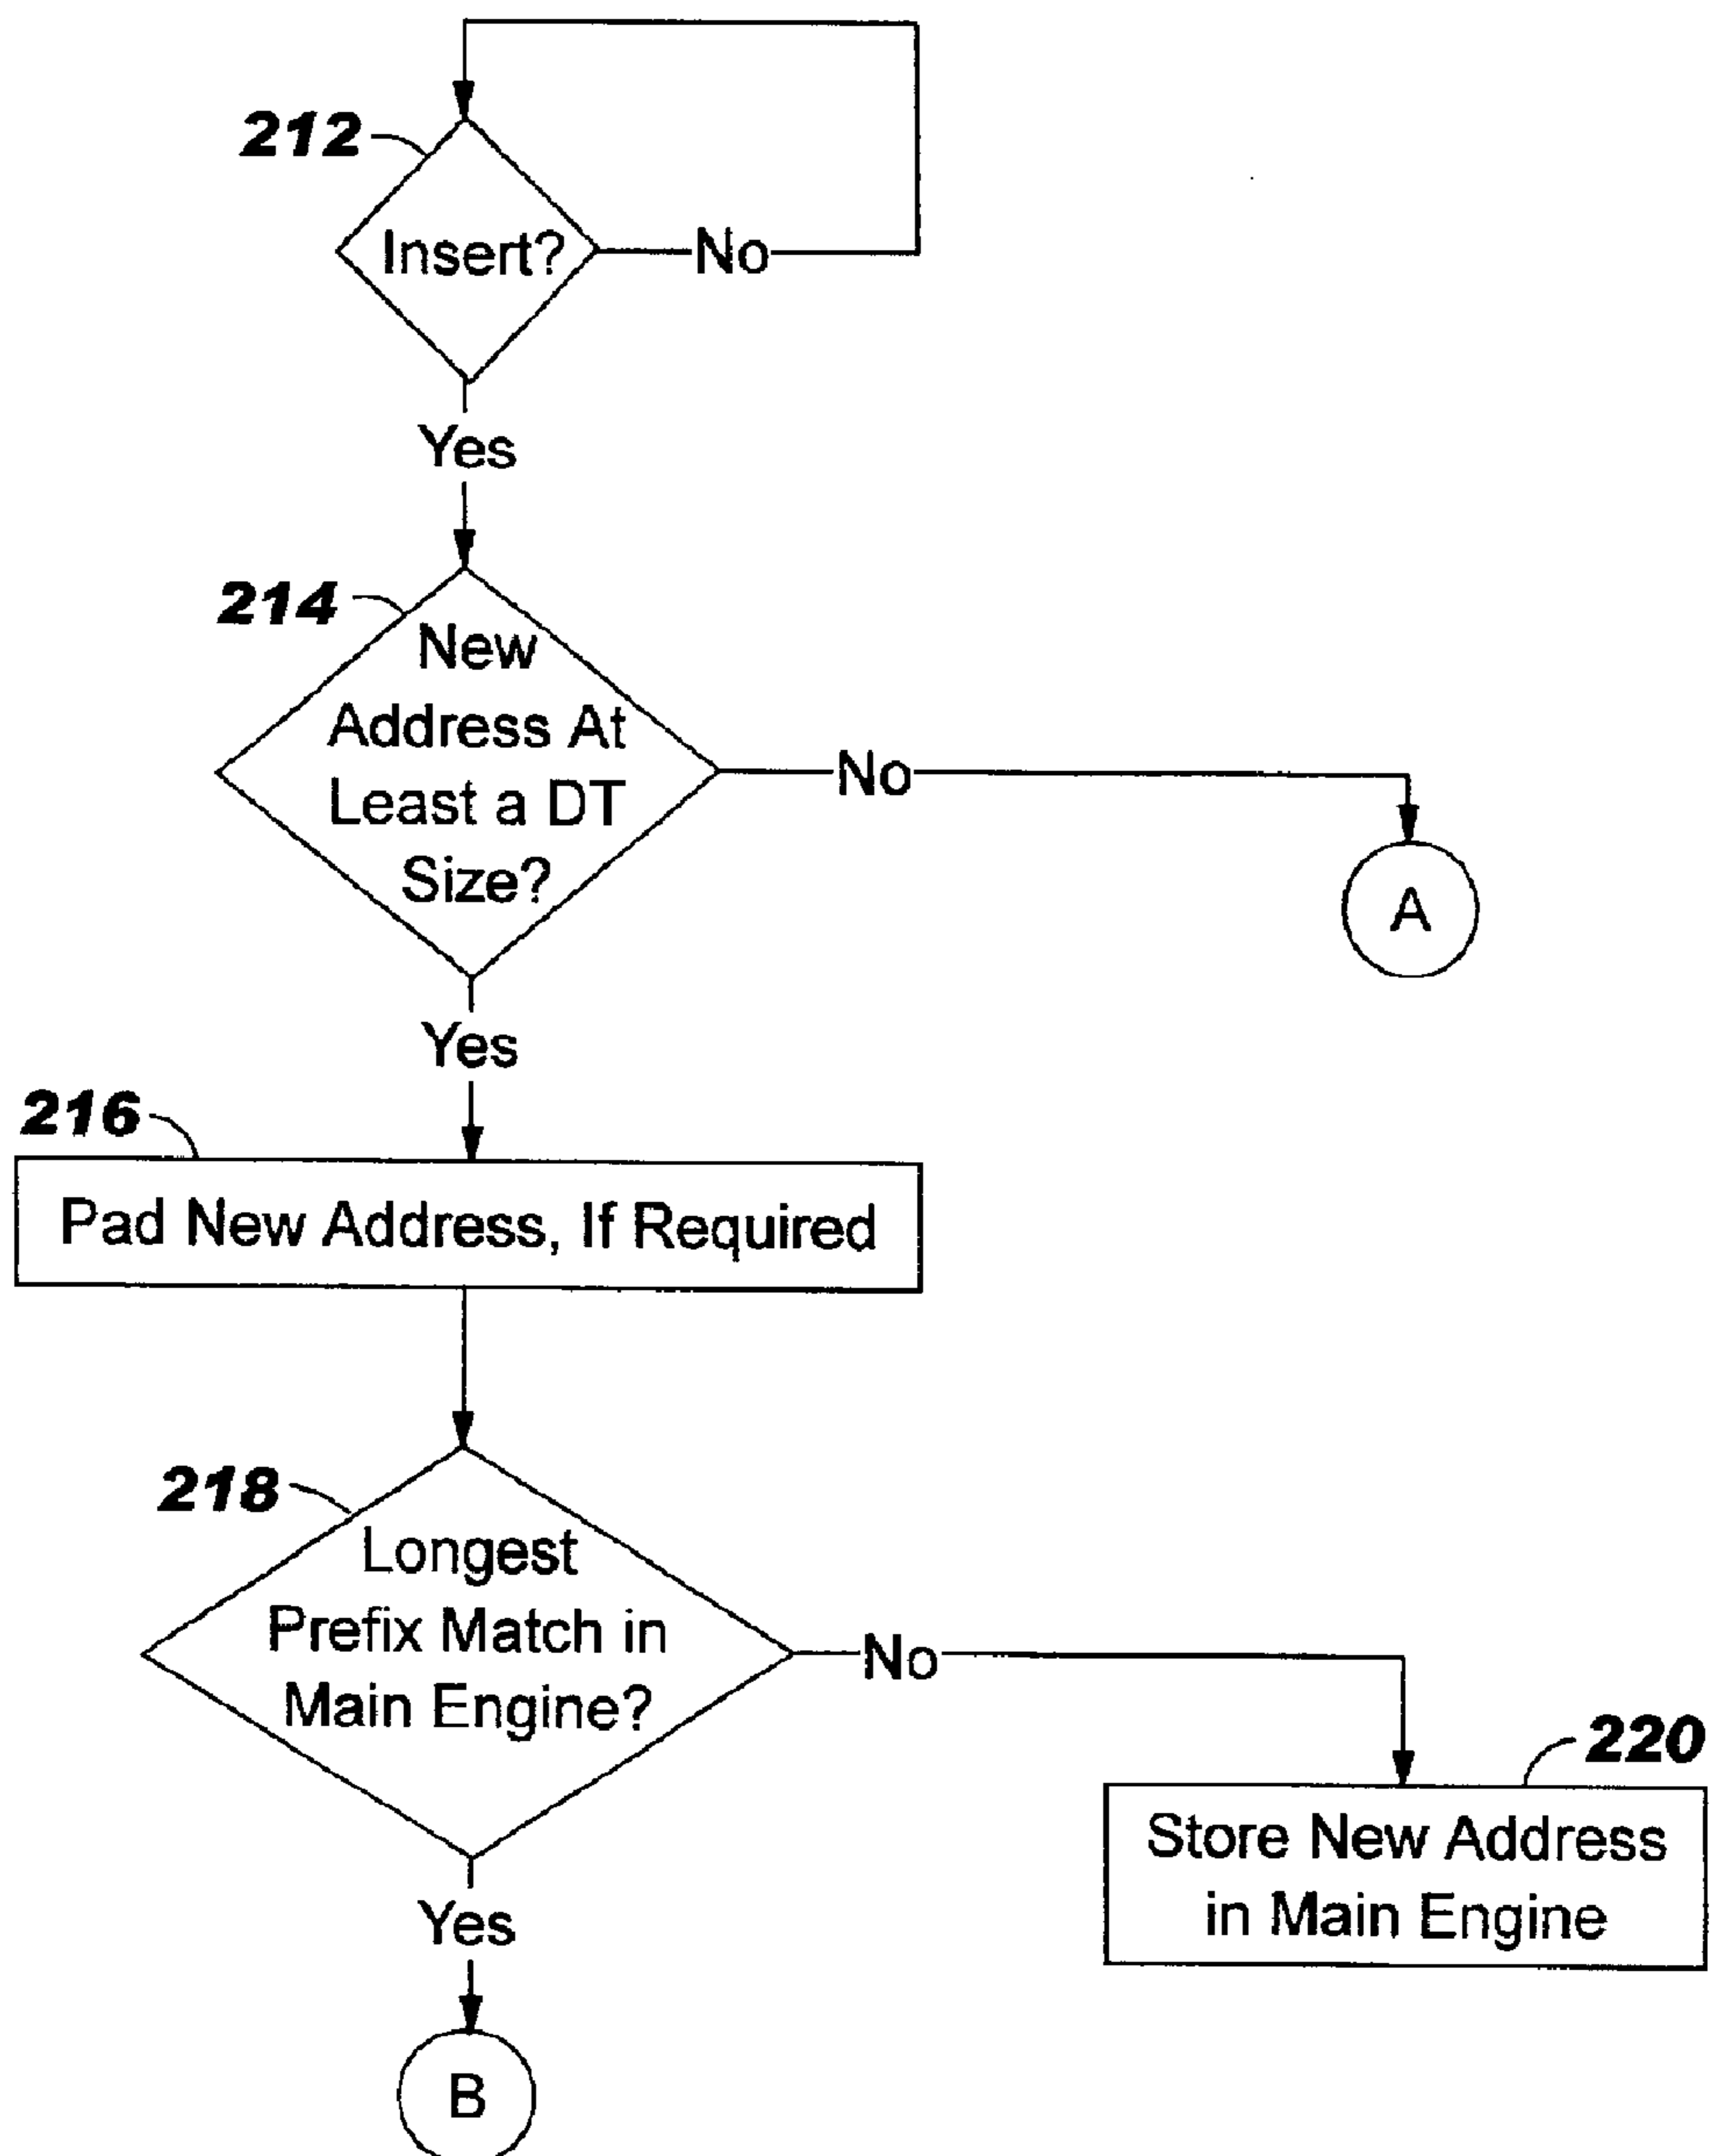 212
Insert?
No
Yes
214
New
Address At
Least a DT
Size?
No
A
Yes
216
Pad New Address, If Required
218
Longest
Prefix Match in
Main Engine?
No
220
Store New Address
in Main Engine
Yes
B